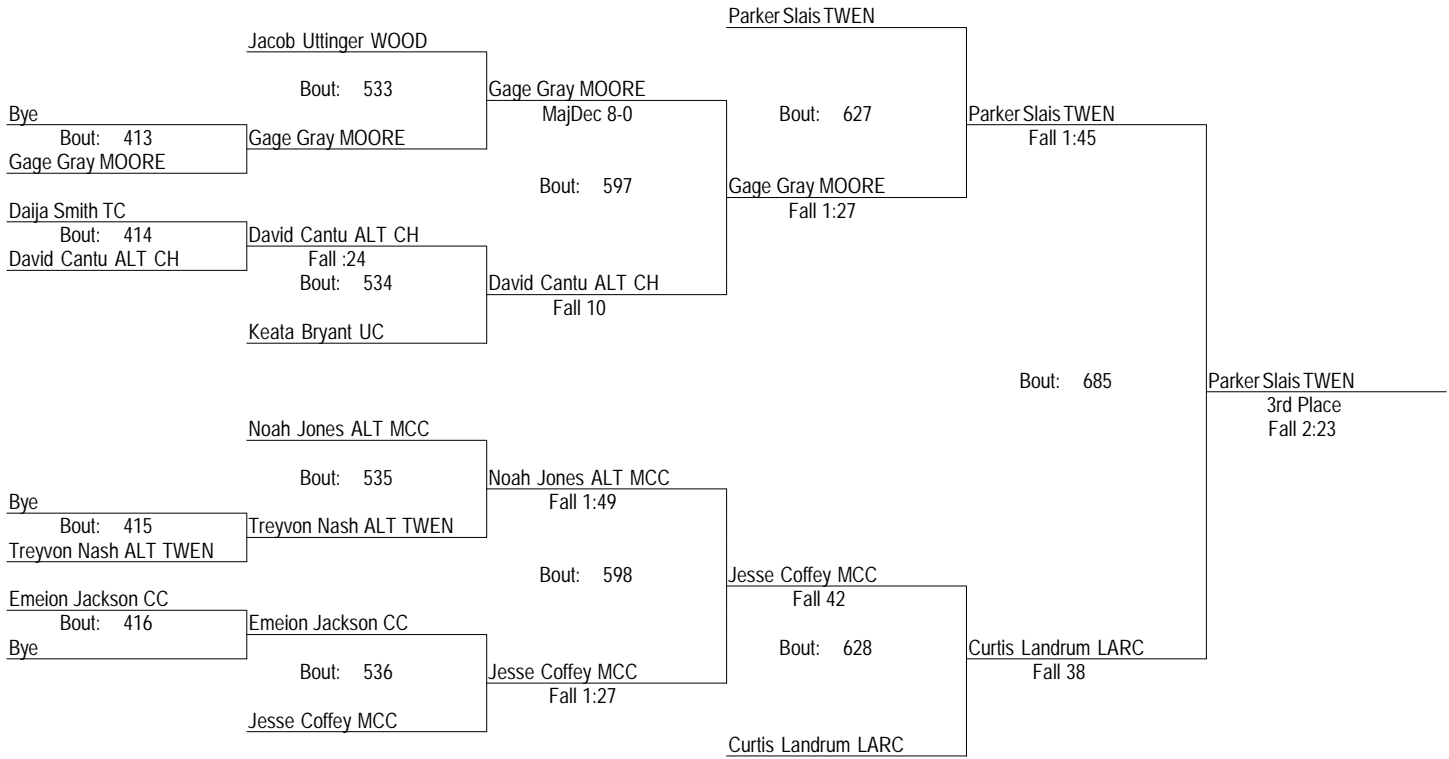 Parker Slais TWEN
Jacob Uttinger WOOD
Bout: 533
Gage Gray MOORE
MajDec 8-0
Bye
Bout: 413
Gage Gray MOORE
Gage Gray MOORE
Bout: 627
Parker Slais TWEN
Fall 1:45
Bout: 597
Gage Gray MOORE
Fall 1:27
Daija Smith TC
Bout: 414
David Cantu ALT CH
David Cantu ALT CH
Fall :24
Bout: 534
David Cantu ALT CH
Fall 10
Keata Bryant UC
Bout: 685
Parker Slais TWEN
3rd Place
Fall 2:23
Noah Jones ALT MCC
Bout: 535
Noah Jones ALT MCC
Fall 1:49
Bye
Bout: 415
Treyvon Nash ALT TWEN
Treyvon Nash ALT TWEN
Bout: 598
Jesse Coffey MCC
Fall 42
Emeion Jackson CC
Bout: 416
Bye
Emeion Jackson CC
Bout: 536
Jesse Coffey MCC
Fall 1:27
Jesse Coffey MCC
Bout: 628
Curtis Landrum LARC
Fall 38
Curtis Landrum LARC